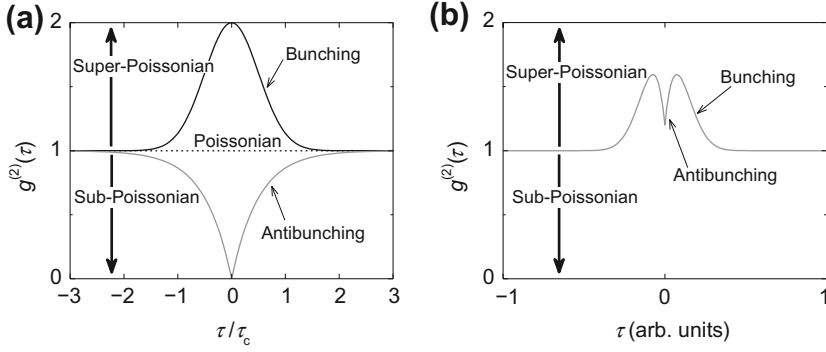 (a)
2
Super-Poissonian
Bunching
g(2)(τ)
1
Poissonian
Sub-Poissonian
Antibunching
0
−3 −2 −1 0 1 2 3
τ/τc
(b)
2
Super-Poissonian
Bunching
g(2)(τ)
1
Antibunching
Sub-Poissonian
0
−1 0 1
τ (arb. units)